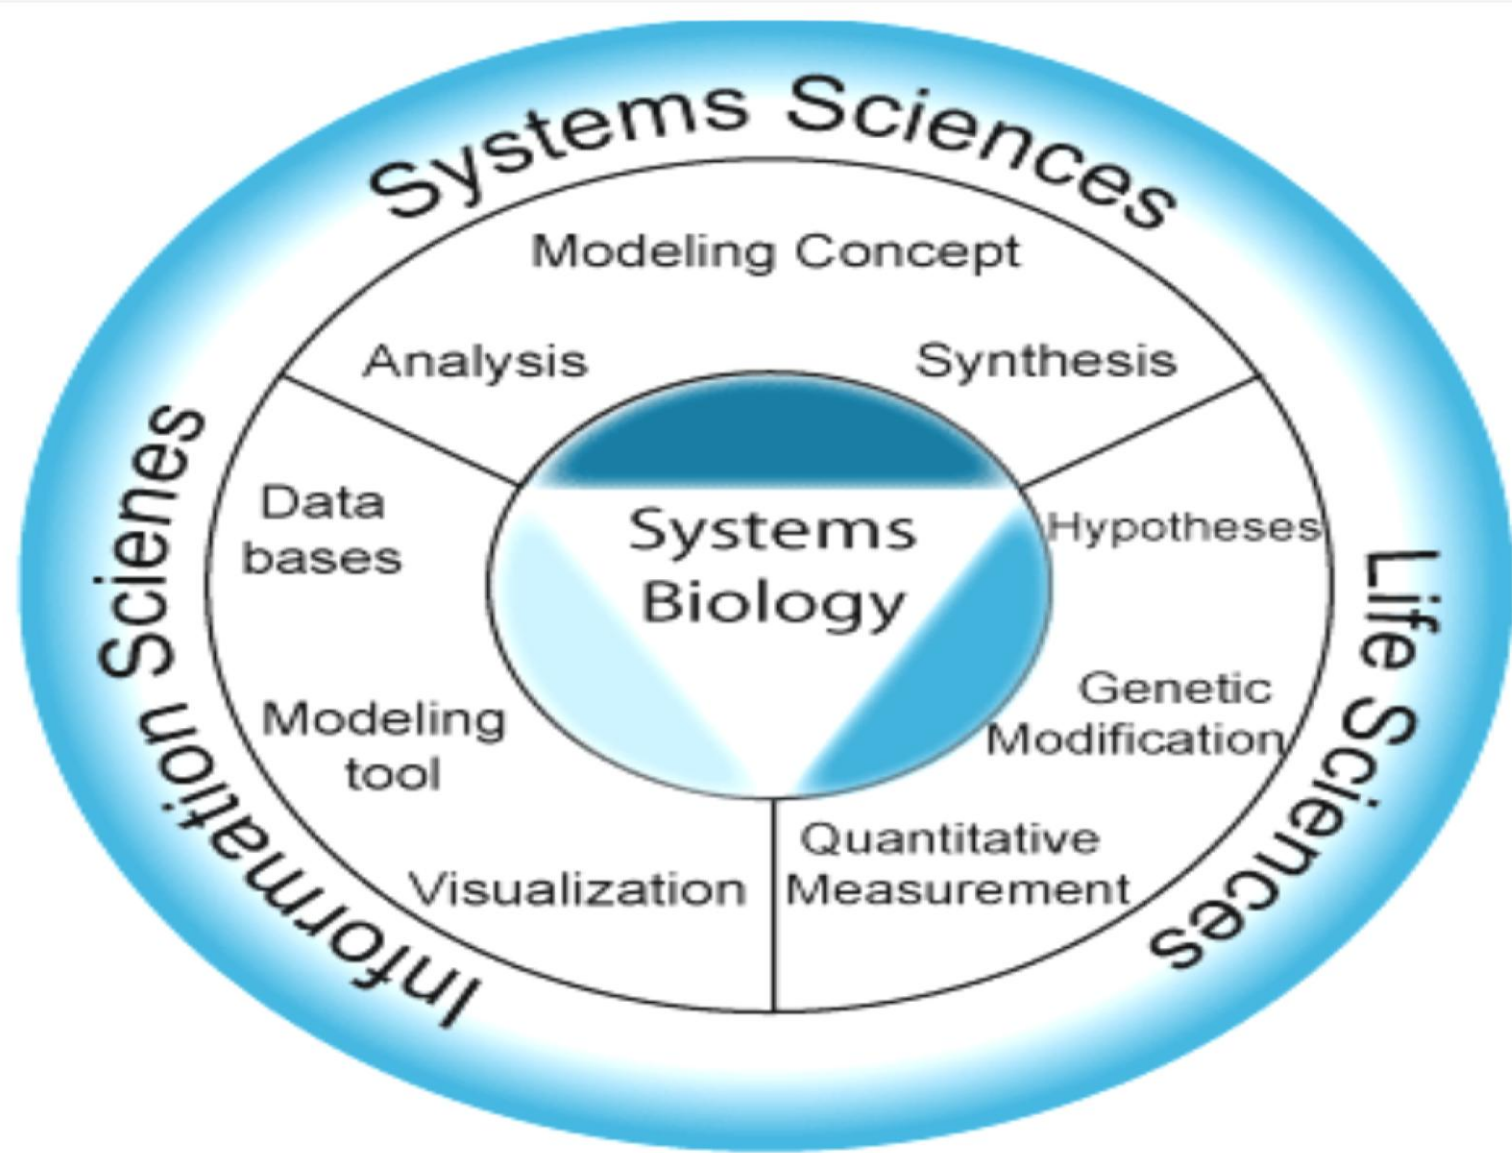 Systems Sciences
Modeling Concept
Analysis
Synthesis
Data
bases
Modeling
tool
Visualization
Systems
Biology
Hypotheses
Genetic
Modification
Quantitative
Measurement
Information Scienes
Life Sciences